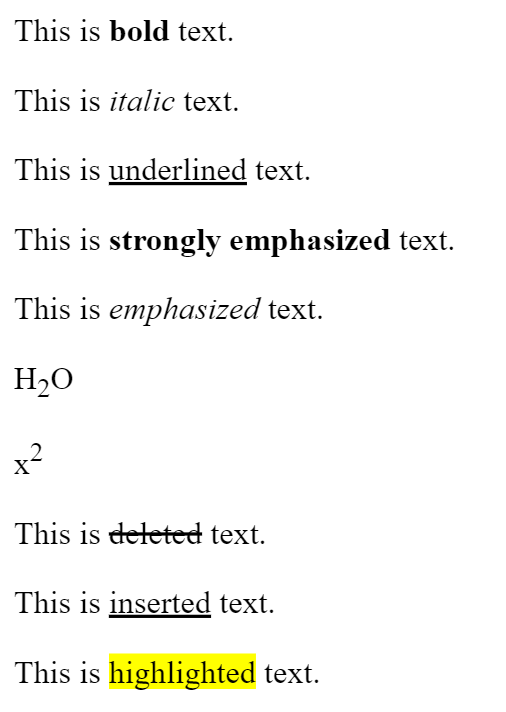 This is bold text.
This is italic text.
This is underlined text.
This is strongly emphasized text.
This is emphasized text.
H₂O
x²
This is deleted text.
This is inserted text.
This is highlighted text.